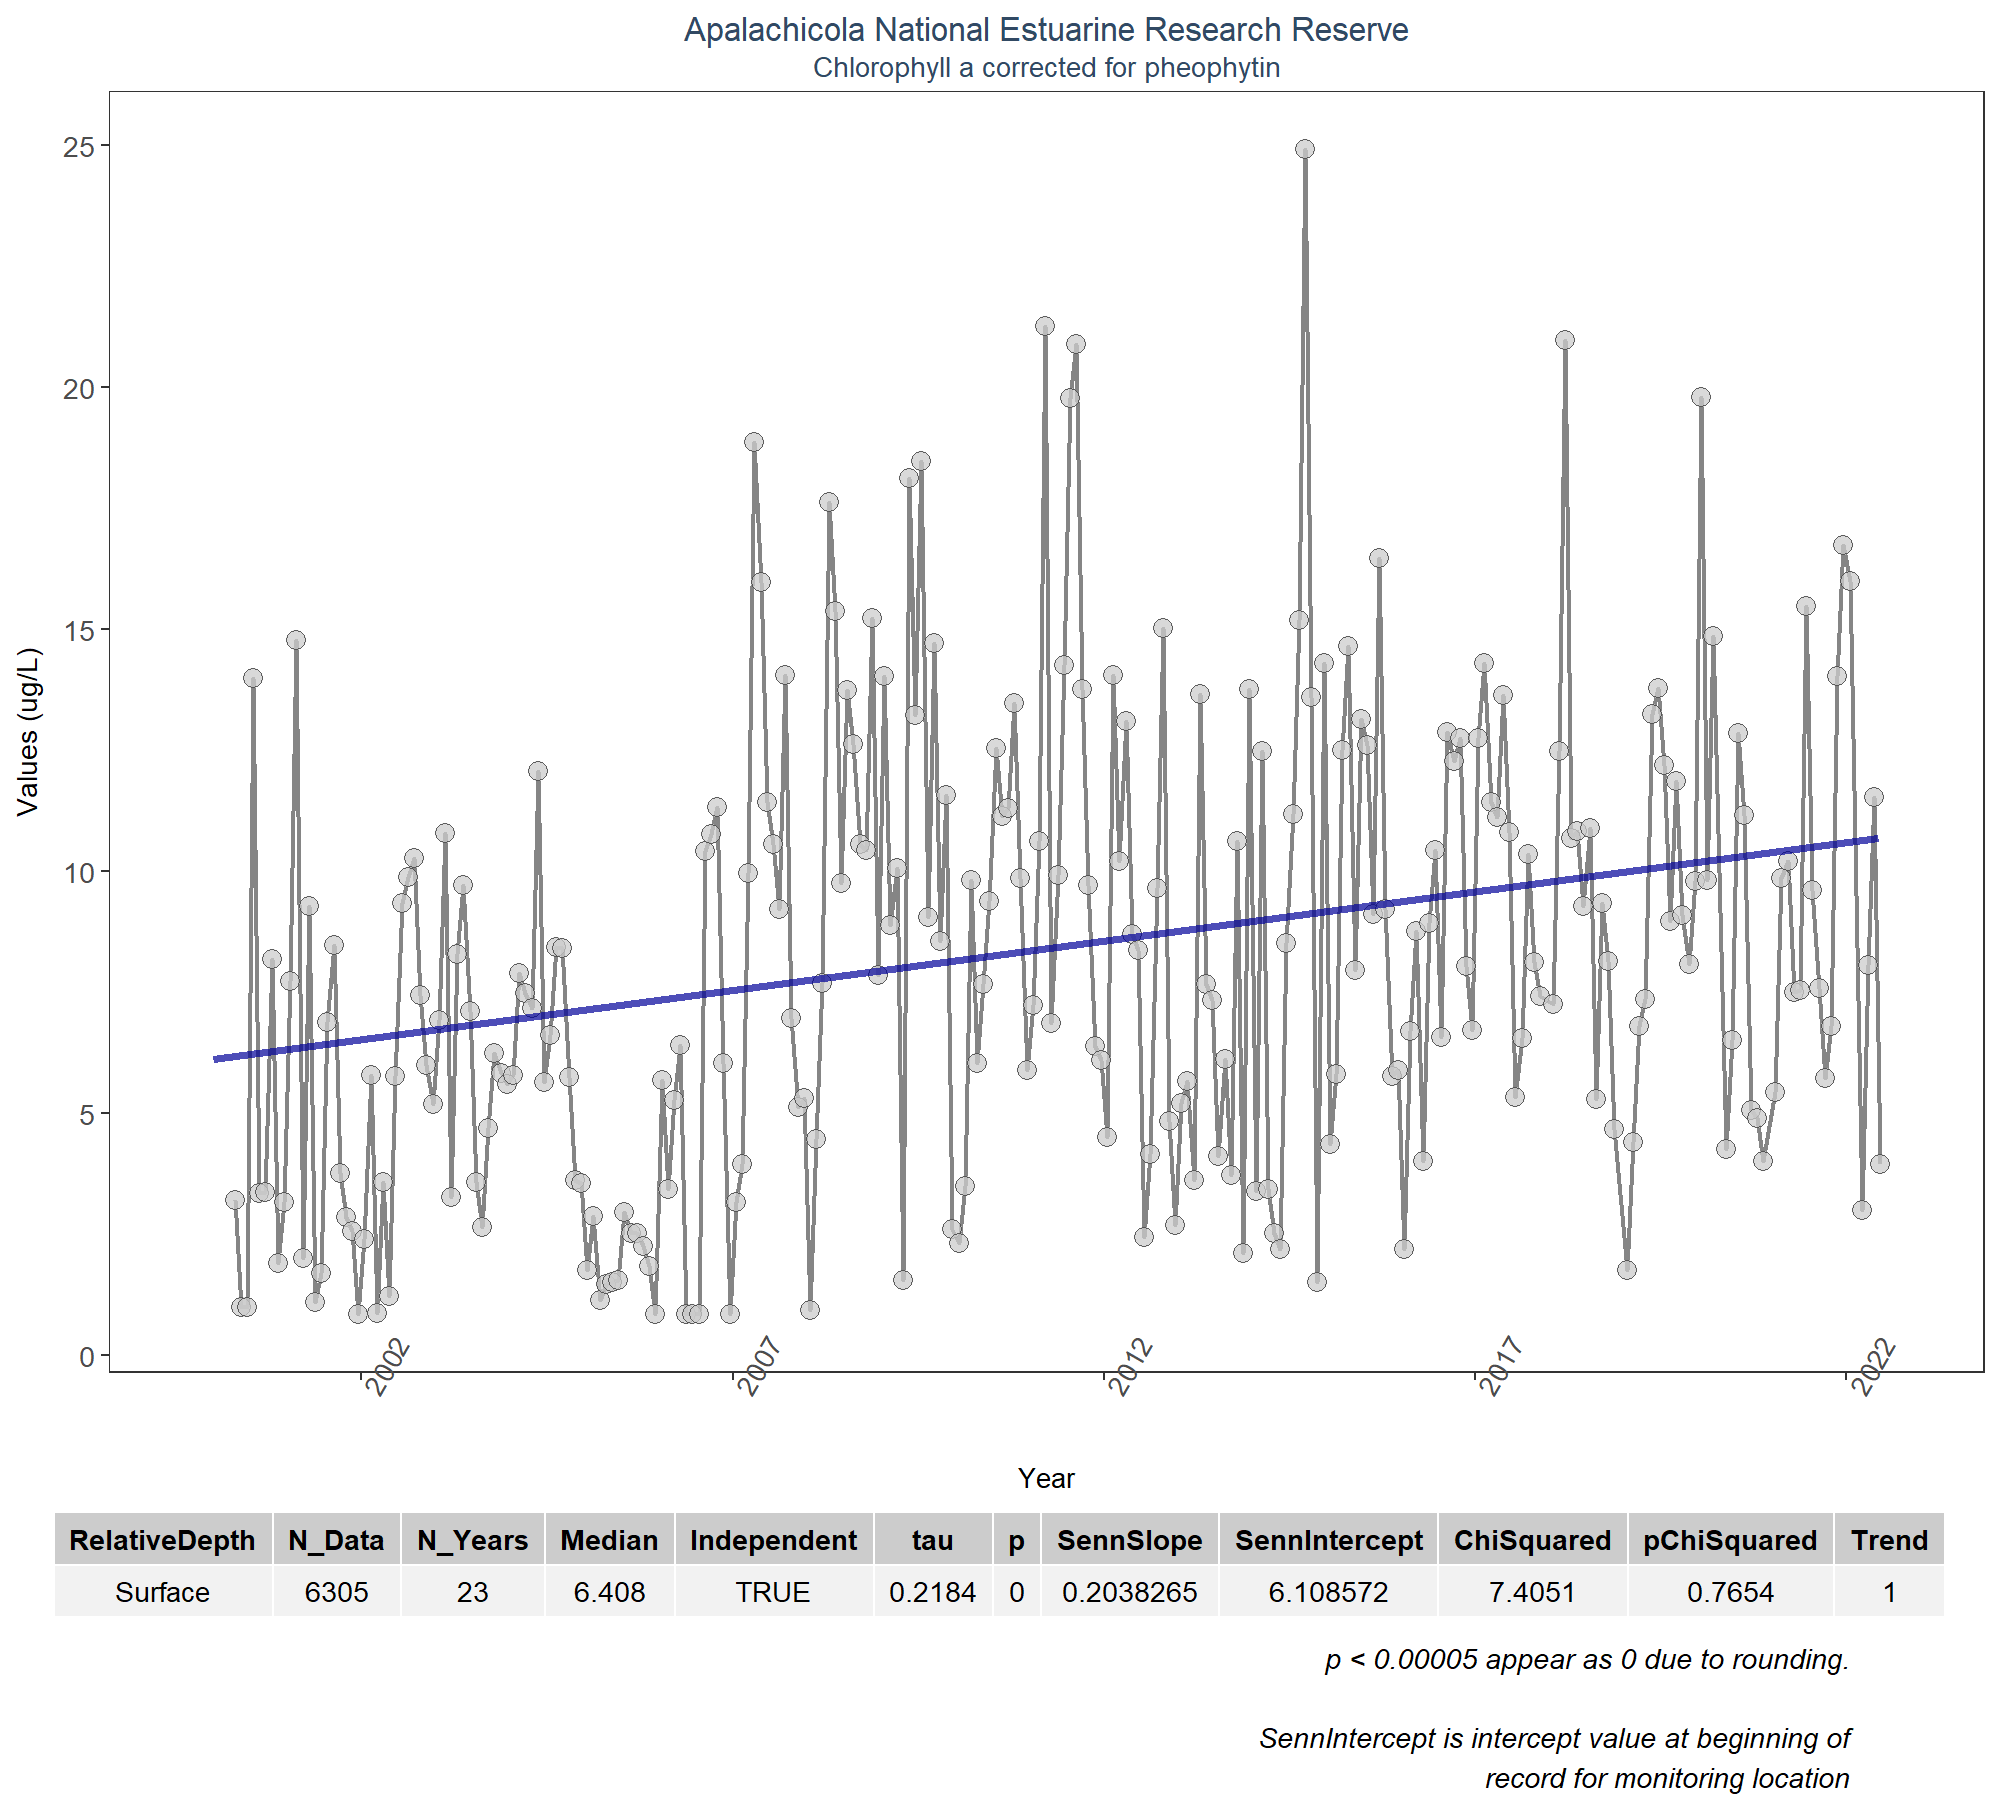 Apalachicola National Estuarine Research Reserve
Chlorophyll a corrected for pheophytin
25
20
15
10
5
0
Values (ug/L)
2002
2007
2012
2017
2022
Year
RelativeDepth N_Data N_Years Median Independent tau p SennSlope SennIntercept ChiSquared pChiSquared Trend
Surface 6305 23 6.408 TRUE 0.2184 0 0.2038265 6.108572 7.4051 0.7654 1
p < 0.00005 appear as 0 due to rounding.
SennIntercept is intercept value at beginning of
record for monitoring location